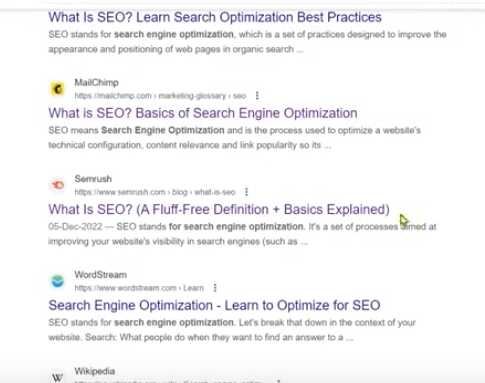 What Is SEO? Learn Search Optimization Best Practices
SEO stands for search engine optimization, which is a set of practices designed to improve the
appearance and positioning of web pages in organic search ...
MailChimp
https://mailchimp.com › marketing-glossary › seo
What is SEO? Basics of Search Engine Optimization
SEO means Search Engine Optimization and is the process used to optimize a website's
technical configuration, content relevance and link popularity so its ...
Semrush
https://www.semrush.com › blog › what-is-seo
What Is SEO? (A Fluff-Free Definition + Basics Explained)
05-Dec-2022 — SEO stands for search engine optimization. It's a set of processes aimed at
improving your website's visibility in search engines (such as ...
WordStream
https://www.wordstream.com › Learn
Search Engine Optimization - Learn to Optimize for SEO
SEO stands for search engine optimization. Let's break that down in the context of your
website. Search: What people do when they want to find an answer to a ...
W Wikipedia